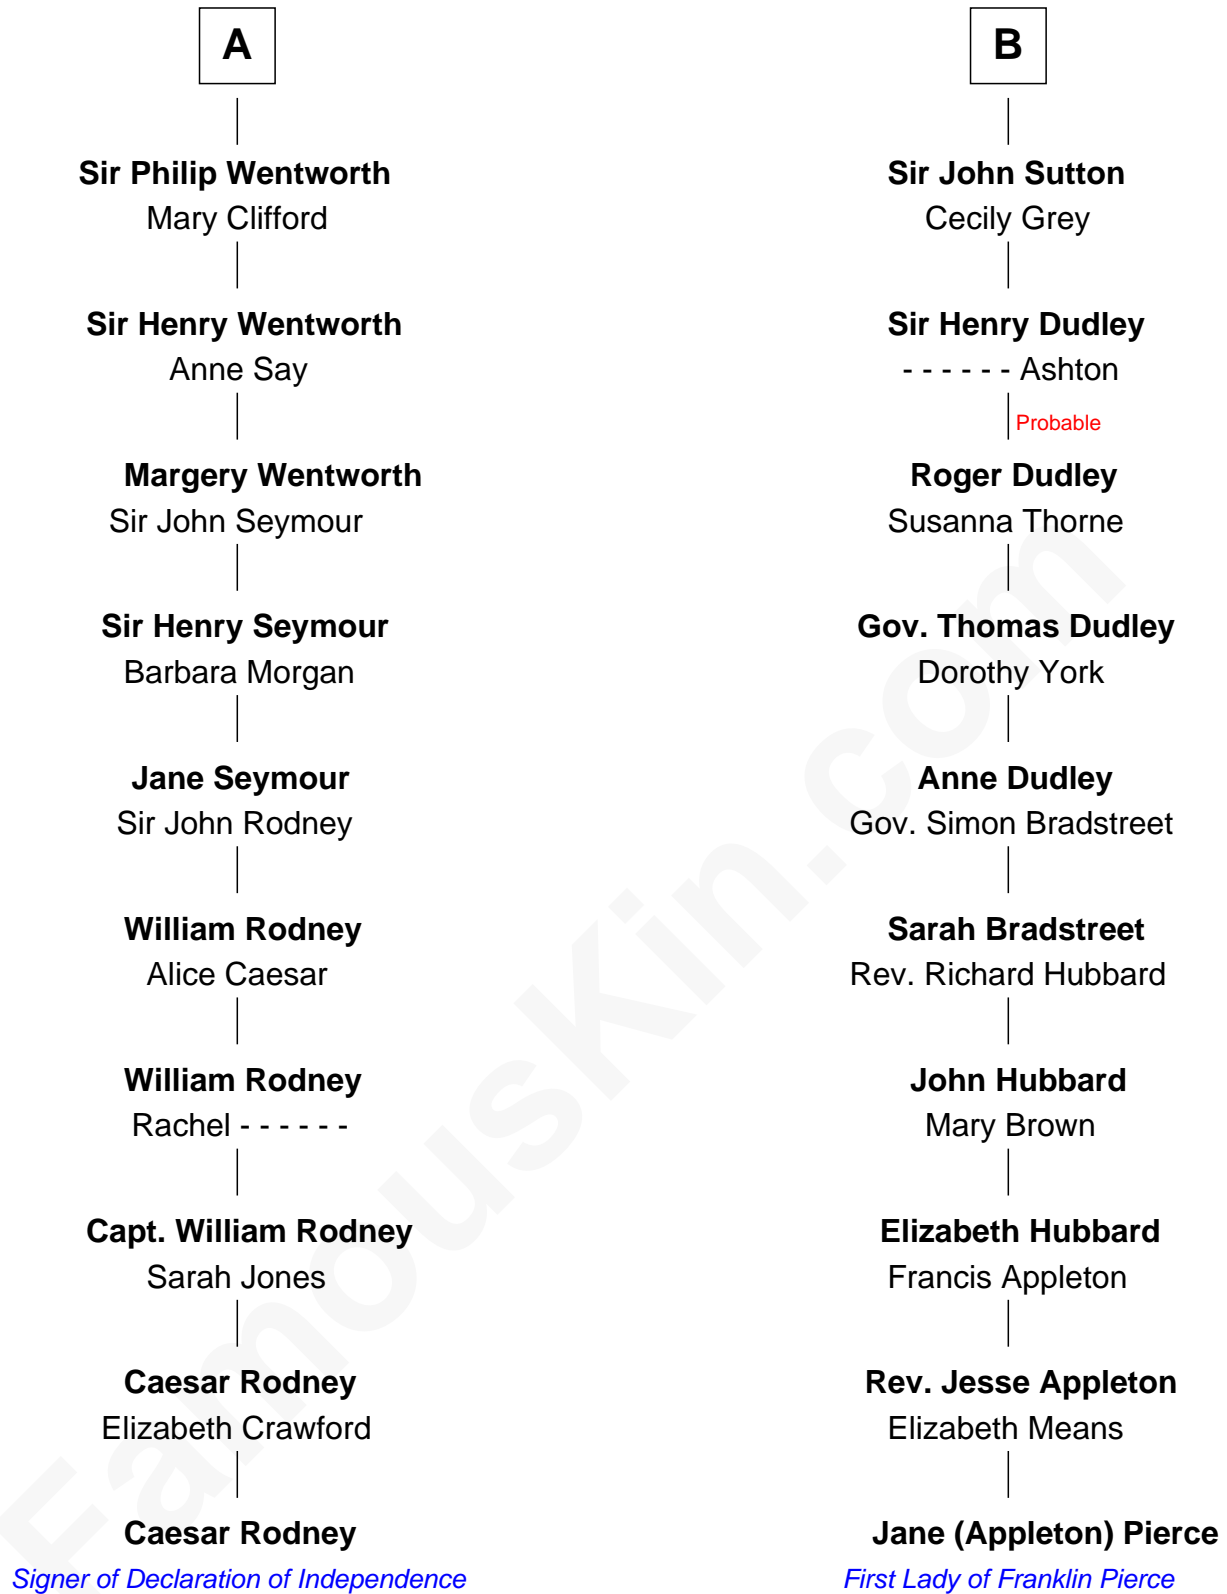 A
Sir Philip Wentworth
Mary Clifford
Sir Henry Wentworth
Anne Say
Margery Wentworth
Sir John Seymour
Sir Henry Seymour
Barbara Morgan
Jane Seymour
Sir John Rodney
William Rodney
Alice Caesar
William Rodney
Rachel - - - - - -
Capt. William Rodney
Sarah Jones
Caesar Rodney
Elizabeth Crawford
Caesar Rodney
Signer of Declaration of Independence
B
Sir John Sutton
Cecily Grey
Sir Henry Dudley
- - - - - - Ashton
Probable
Roger Dudley
Susanna Thorne
Gov. Thomas Dudley
Dorothy York
Anne Dudley
Gov. Simon Bradstreet
Sarah Bradstreet
Rev. Richard Hubbard
John Hubbard
Mary Brown
Elizabeth Hubbard
Francis Appleton
Rev. Jesse Appleton
Elizabeth Means
Jane (Appleton) Pierce
First Lady of Franklin Pierce
FamousKin.com